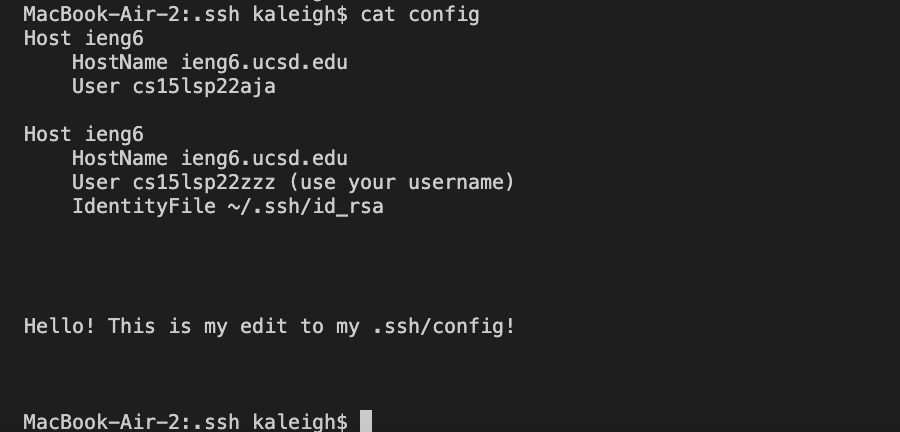 MacBook-Air-2:.ssh kaleigh$ cat config
Host ieng6
    HostName ieng6.ucsd.edu
    User cs15lsp22aja
Host ieng6
    HostName ieng6.ucsd.edu
    User cs15lsp22zzz (use your username)
    IdentityFile ~/.ssh/id_rsa
Hello! This is my edit to my .ssh/config!
MacBook-Air-2:.ssh kaleigh$